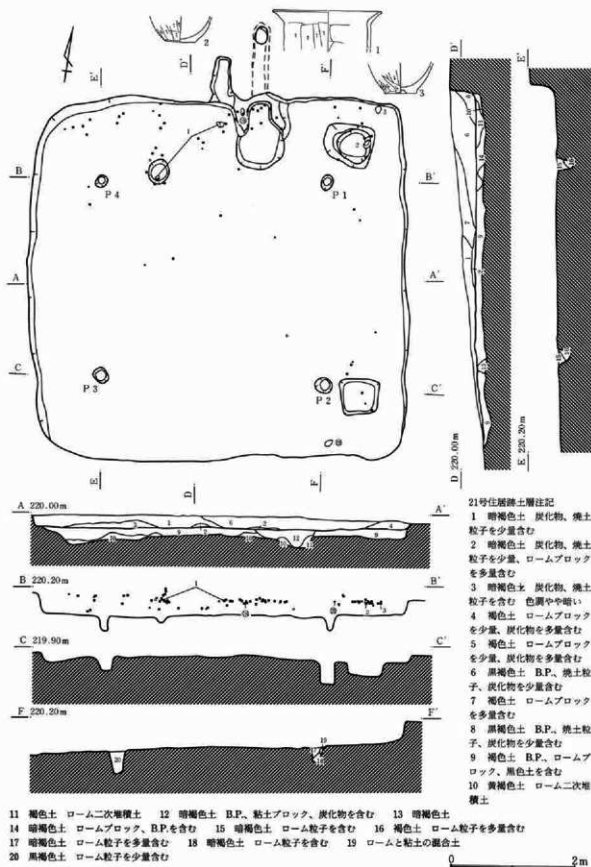 D'
E'
F'
2
1
3
D'
E'
B
B'
P 4
P 1
A
A'
C
C'
P 3
P 2
E
D
F
D 220.00m
E 220.20m
A 220.00m
A'
B 220.20m
B'
C 219.90m
C'
F 220.20m
F'
21号住居跡土層注記
1 暗褐色土 炭化物、焼土
粒子を少量含む
2 暗褐色土 炭化物、焼土
粒子を少量、ロームブロック
を多量含む
3 暗褐色土 炭化物、焼土
粒子を含む 色調やや暗い
4 褐色土 ロームブロック
を少量、炭化物を多量含む
5 褐色土 ロームブロック
を少量、炭化物を多量含む
6 黒褐色土 B.P.、焼土粒
子、炭化物を少量含む
7 褐色土 ロームブロック
を多量含む
8 黒褐色土 B.P.、焼土粒
子、炭化物を少量含む
9 褐色土 B.P.、ロームブ
ロック、黒色土を含む
10 黄褐色土 ローム二次堆
積土
11 褐色土 ローム二次堆積土 12 暗褐色土 B.P.、粘土ブロック、炭化物を含む 13 暗褐色土
14 暗褐色土 ロームブロック、B.P.を含む 15 暗褐色土 ローム粒子を含む 16 褐色土 ローム粒子を多量含む
17 暗褐色土 ローム粒子を多量含む 18 暗褐色土 ローム粒子を含む 19 ロームと粘土の混合土
20 黒褐色土 ローム粒子を少量含む
0 2m